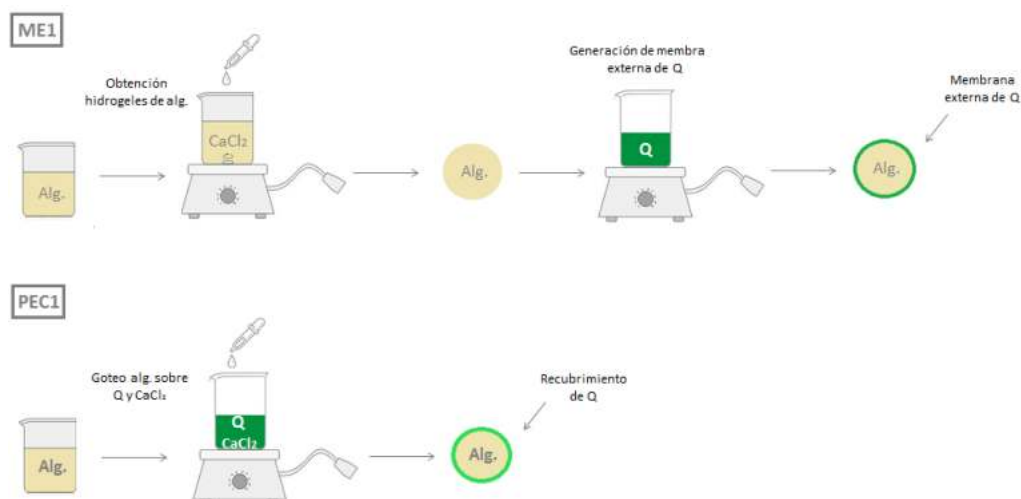 ME1
Obtención
hidrogeles de alg.
Alg.
CaCl₂
Alg.
Generación de membra
externa de Q
Q
Membrana
externa de Q
Alg.
PEC1
Goteo alg. sobre
Q y CaCl₂
Alg.
Q
CaCl₂
Recubrimiento
de Q
Alg.